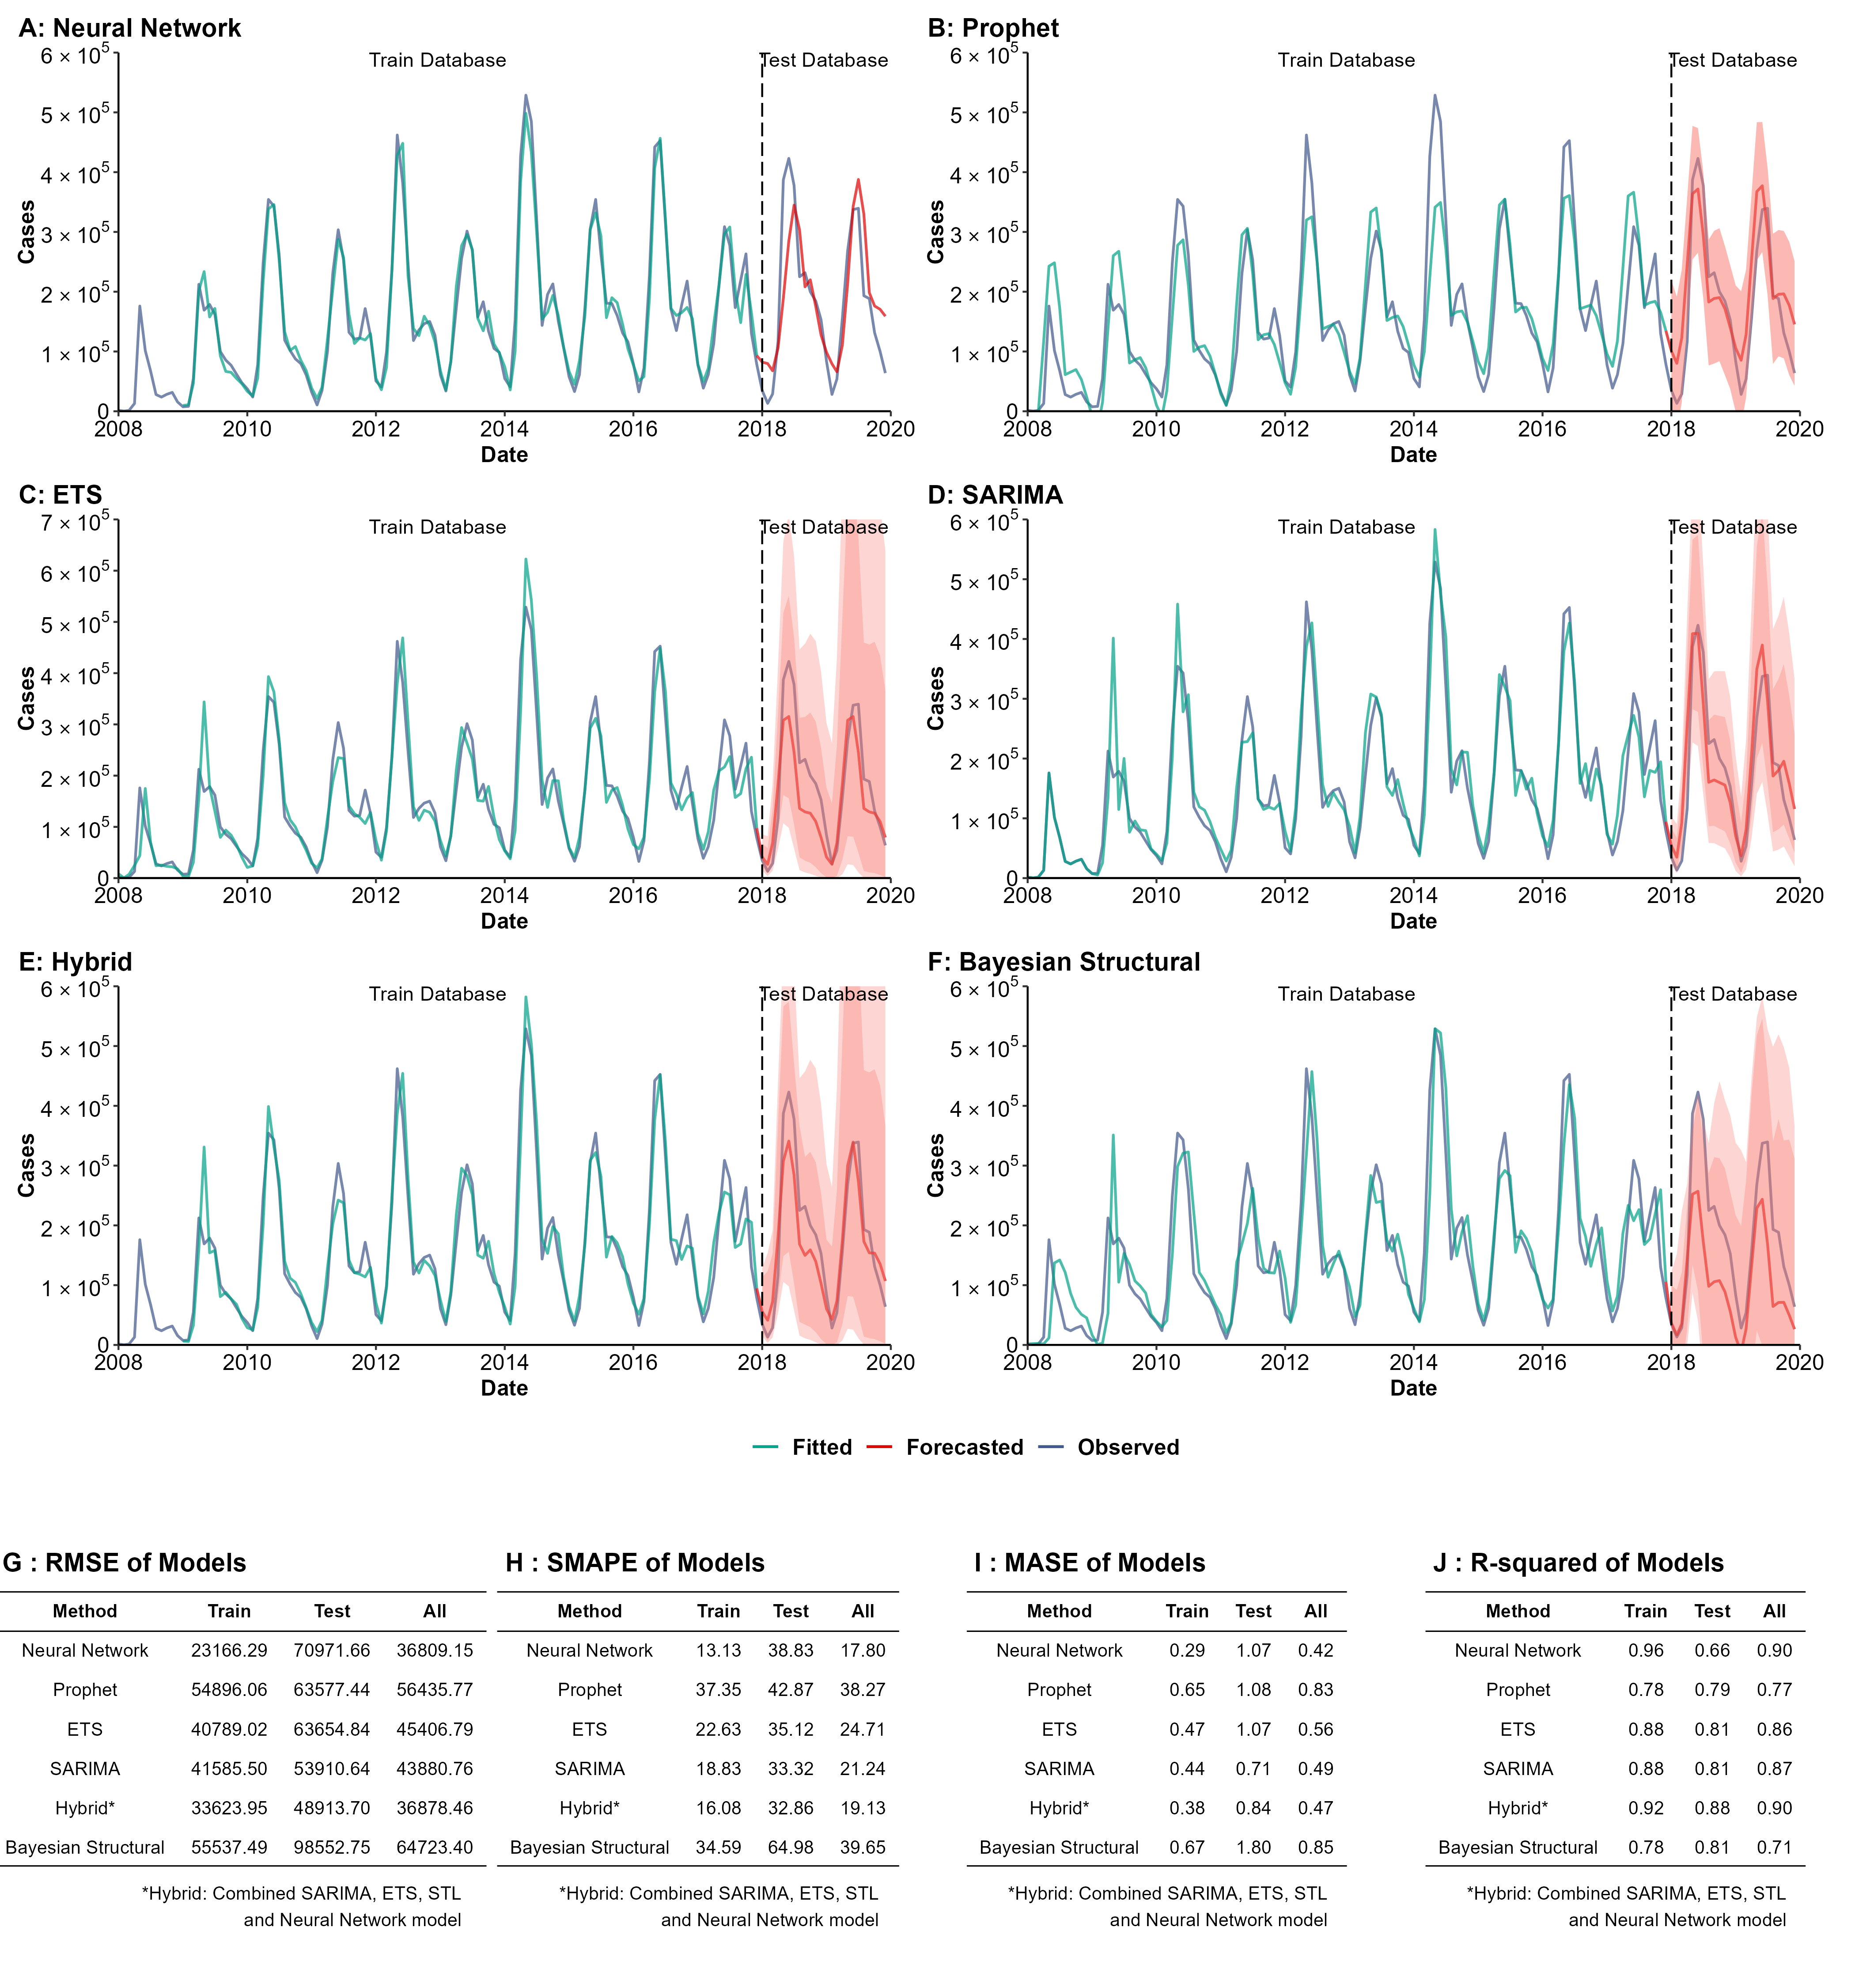 A: Neural Network
Train Database
Test Database
6 × 10^5
5 × 10^5
4 × 10^5
3 × 10^5
2 × 10^5
1 × 10^5
0
Cases
2008 2010 2012 2014 2016 2018 2020
Date
B: Prophet
Train Database
Test Database
6 × 10^5
5 × 10^5
4 × 10^5
3 × 10^5
2 × 10^5
1 × 10^5
0
Cases
2008 2010 2012 2014 2016 2018 2020
Date
C: ETS
Train Database
Test Database
7 × 10^5
6 × 10^5
5 × 10^5
4 × 10^5
3 × 10^5
2 × 10^5
1 × 10^5
0
Cases
2008 2010 2012 2014 2016 2018 2020
Date
D: SARIMA
Train Database
Test Database
6 × 10^5
5 × 10^5
4 × 10^5
3 × 10^5
2 × 10^5
1 × 10^5
0
Cases
2008 2010 2012 2014 2016 2018 2020
Date
E: Hybrid
Train Database
Test Database
6 × 10^5
5 × 10^5
4 × 10^5
3 × 10^5
2 × 10^5
1 × 10^5
0
Cases
2008 2010 2012 2014 2016 2018 2020
Date
F: Bayesian Structural
Train Database
Test Database
6 × 10^5
5 × 10^5
4 × 10^5
3 × 10^5
2 × 10^5
1 × 10^5
0
Cases
2008 2010 2012 2014 2016 2018 2020
Date
Fitted Forecasted Observed
G : RMSE of Models
Method Train Test All
Neural Network 23166.29 70971.66 36809.15
Prophet 54896.06 63577.44 56435.77
ETS 40789.02 63654.84 45406.79
SARIMA 41585.50 53910.64 43880.76
Hybrid* 33623.95 48913.70 36878.46
Bayesian Structural 55537.49 98552.75 64723.40
*Hybrid: Combined SARIMA, ETS, STL
and Neural Network model
H : SMAPE of Models
Method Train Test All
Neural Network 13.13 38.83 17.80
Prophet 37.35 42.87 38.27
ETS 22.63 35.12 24.71
SARIMA 18.83 33.32 21.24
Hybrid* 16.08 32.86 19.13
Bayesian Structural 34.59 64.98 39.65
*Hybrid: Combined SARIMA, ETS, STL
and Neural Network model
I : MASE of Models
Method Train Test All
Neural Network 0.29 1.07 0.42
Prophet 0.65 1.08 0.83
ETS 0.47 1.07 0.56
SARIMA 0.44 0.71 0.49
Hybrid* 0.38 0.84 0.47
Bayesian Structural 0.67 1.80 0.85
*Hybrid: Combined SARIMA, ETS, STL
and Neural Network model
J : R-squared of Models
Method Train Test All
Neural Network 0.96 0.66 0.90
Prophet 0.78 0.79 0.77
ETS 0.88 0.81 0.86
SARIMA 0.88 0.81 0.87
Hybrid* 0.92 0.88 0.90
Bayesian Structural 0.78 0.81 0.71
*Hybrid: Combined SARIMA, ETS, STL
and Neural Network model